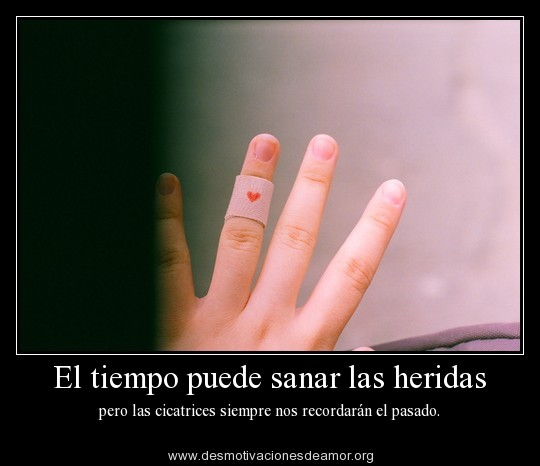 El tiempo puede sanar las heridas
pero las cicatrices siempre nos recordarán el pasado.
www.desmotivacionesdeamor.org